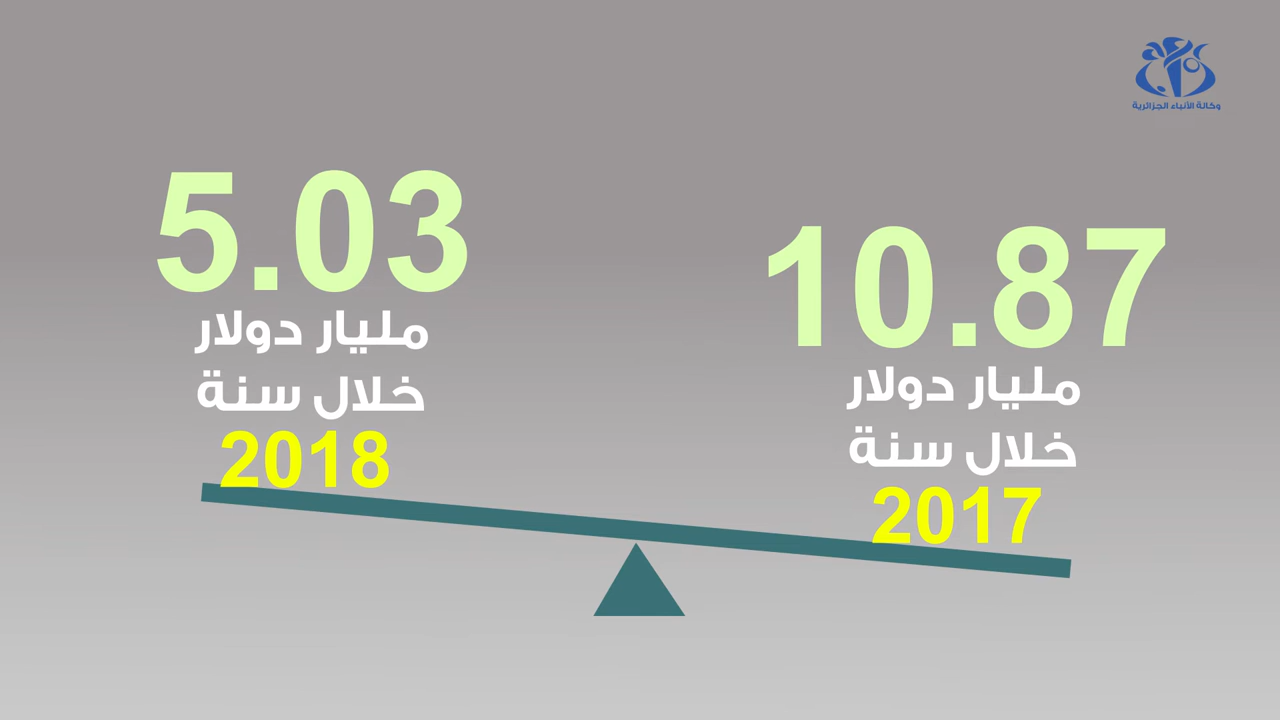 وكالة الأنباء الجزائرية
10.87
مليار دولار
خلال سنة
2017
5.03
مليار دولار
خلال سنة
2018